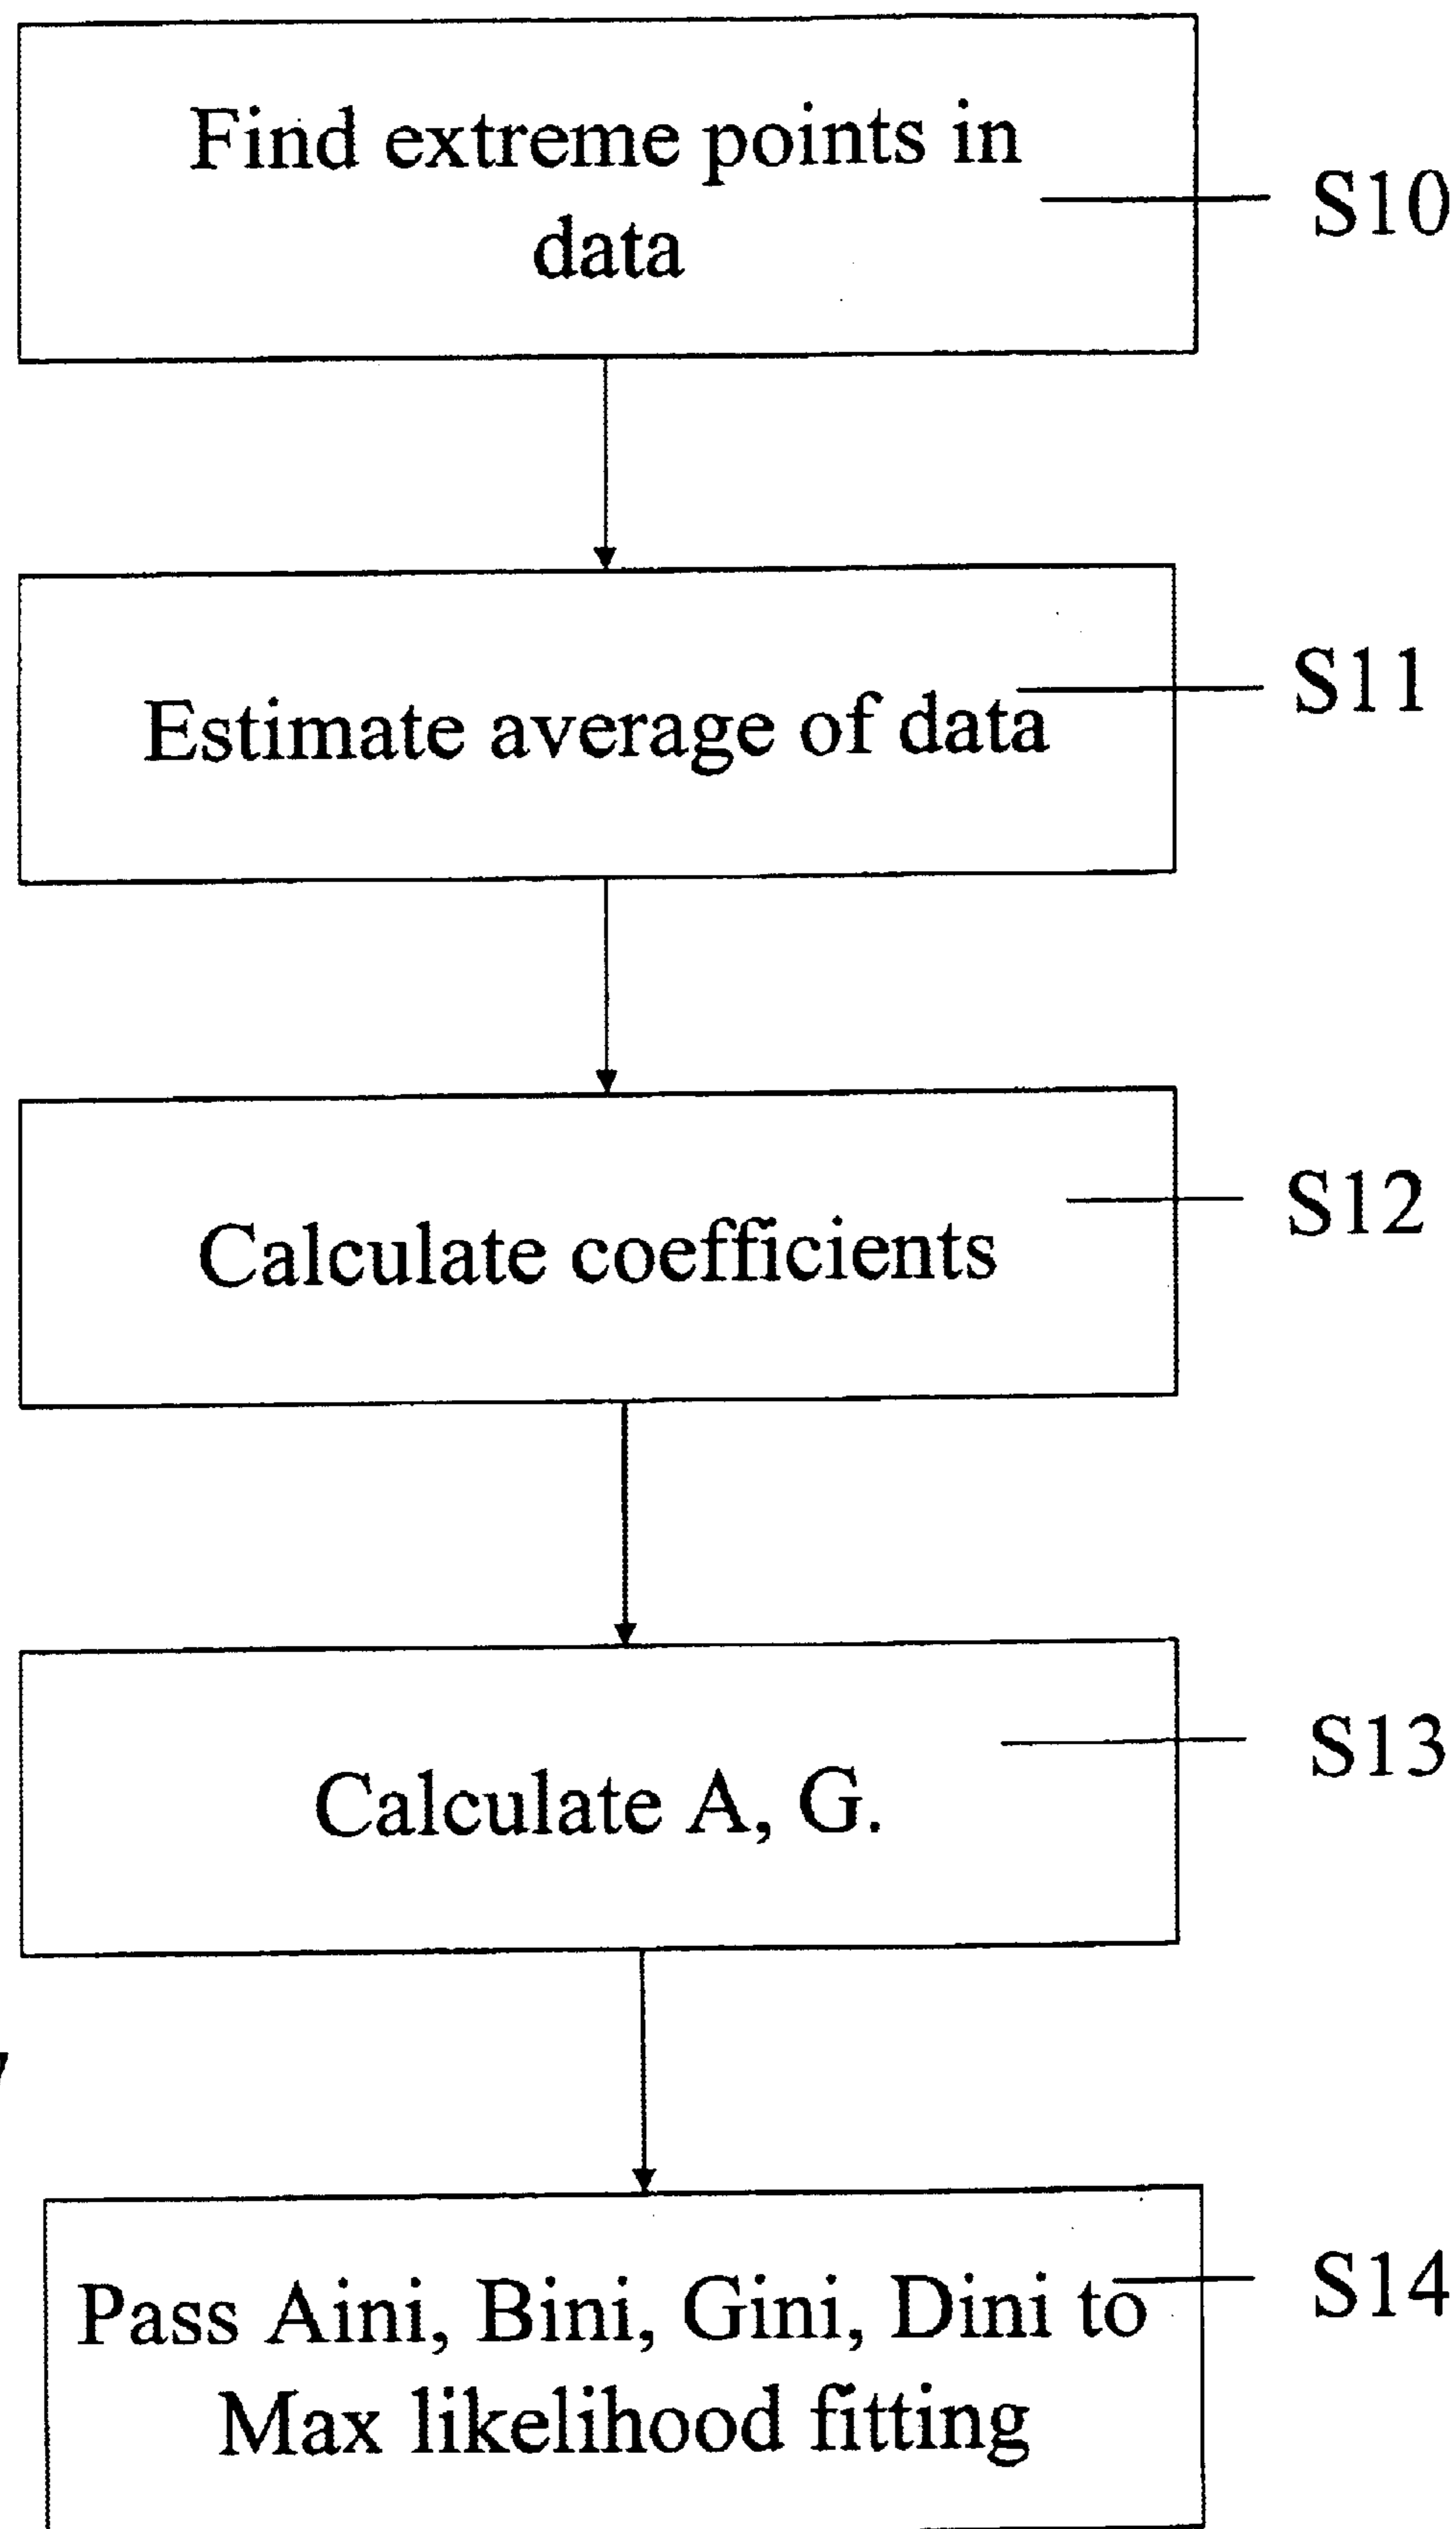 Find extreme points in
data
S10
Estimate average of data
S11
Calculate coefficients
S12
Calculate A, G.
S13
Pass Aini, Bini, Gini, Dini to
Max likelihood fitting
S14